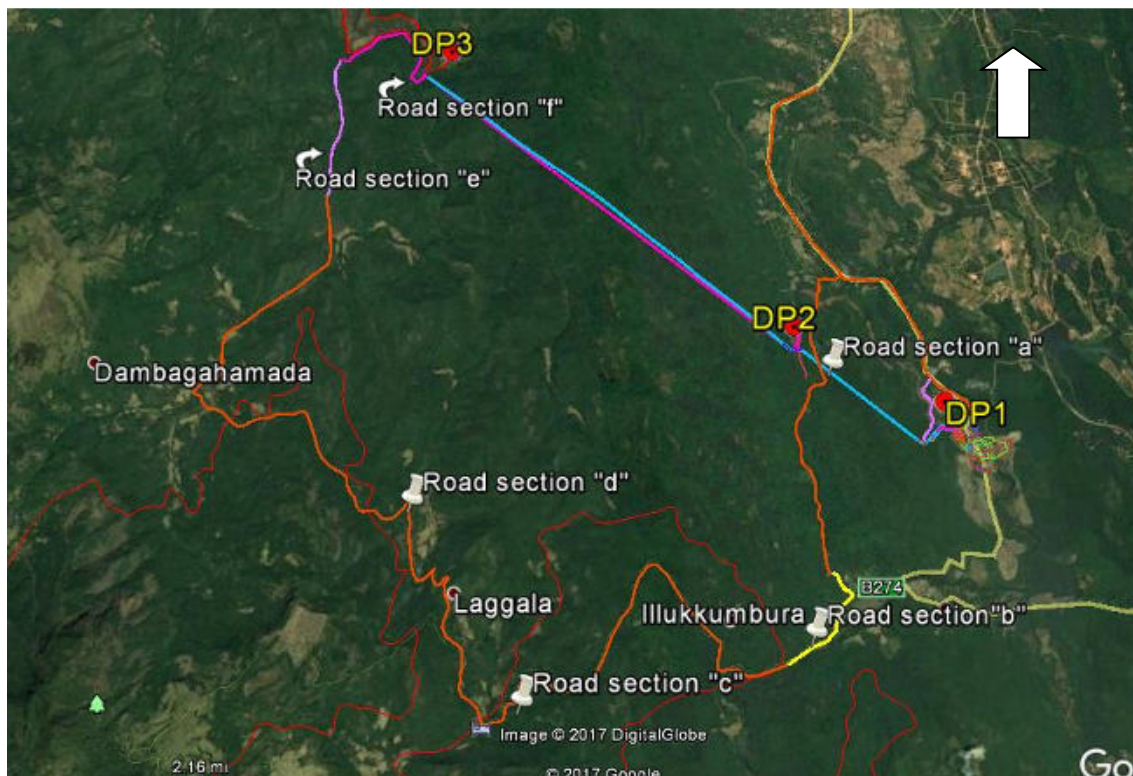 DP3
Road section "f"
Road section "e"
DP2
Road section "a"
Dambagahamada
DP1
Road section "d"
B274
Laggala
Illukkumbura
Road section"b"
Road section "c"
Image © 2017 DigitalGlobe
2.16 mi
© 2017 Google
Go